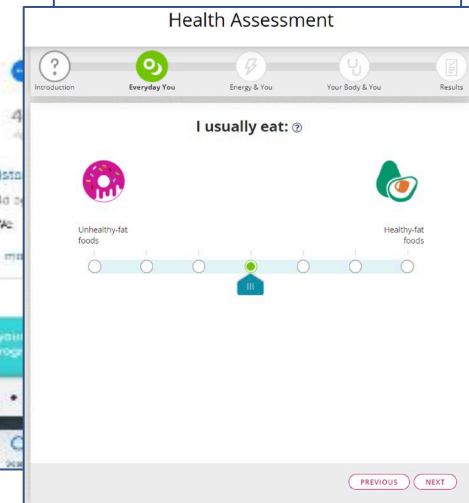 Health Assessment
?
Introduction
Everyday You
Energy & You
Your Body & You
Results
I usually eat: ?
Unhealthy-fat
foods
Healthy-fat
foods
PREVIOUS
NEXT